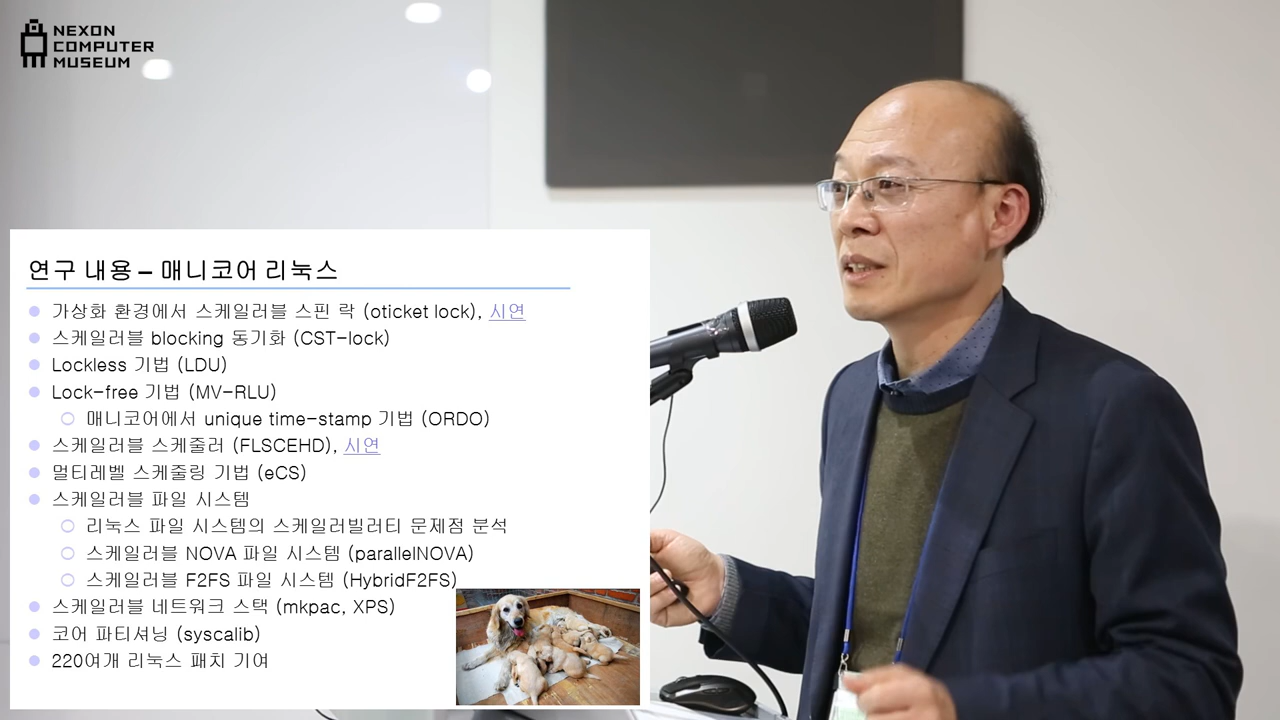 NEXON
COMPUTER
MUSEUM
연구 내용 – 매니코어 리눅스
가상화 환경에서 스케일러블 스핀 락 (oticket lock), 시연
스케일러블 blocking 동기화 (CST-lock)
Lockless 기법 (LDU)
Lock-free 기법 (MV-RLU)
매니코어에서 unique time-stamp 기법 (ORDO)
스케일러블 스케줄러 (FLSCEHD), 시연
멀티레벨 스케줄링 기법 (eCS)
스케일러블 파일 시스템
리눅스 파일 시스템의 스케일러빌러티 문제점 분석
스케일러블 NOVA 파일 시스템 (parallelNOVA)
스케일러블 F2FS 파일 시스템 (HybridF2FS)
스케일러블 네트워크 스택 (mkpac, XPS)
코어 파티셔닝 (syscalib)
220여개 리눅스 패치 기여